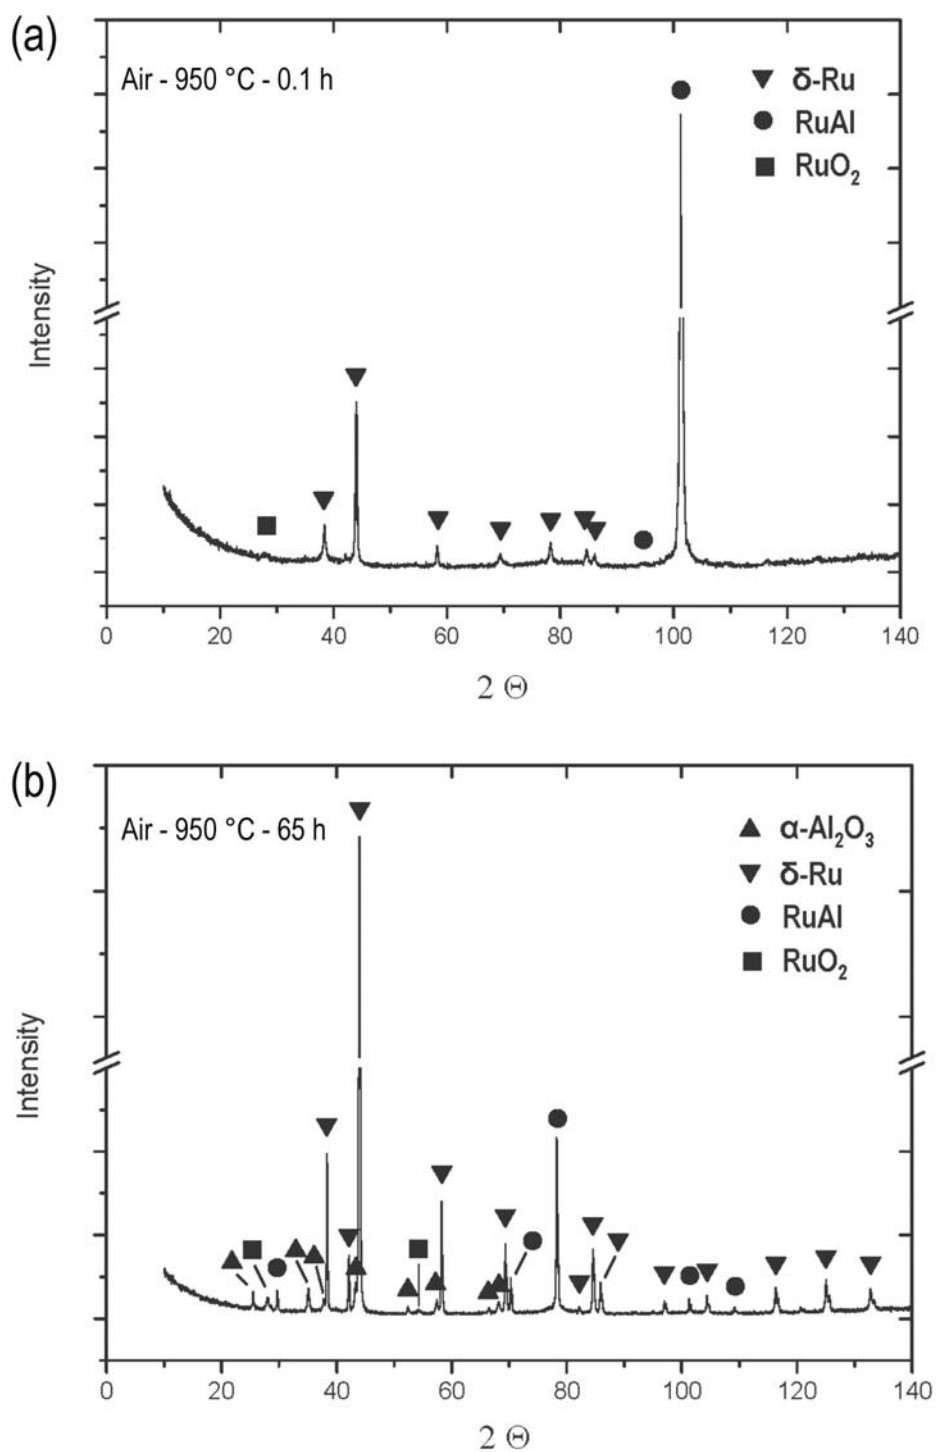 (a)
Air - 950 °C - 0.1 h
▼ δ-Ru
● RuAl
■ RuO₂
Intensity
0 20 40 60 80 100 120 140
2 Θ
(b)
Air - 950 °C - 65 h
▲ α-Al₂O₃
▼ δ-Ru
● RuAl
■ RuO₂
Intensity
0 20 40 60 80 100 120 140
2 Θ